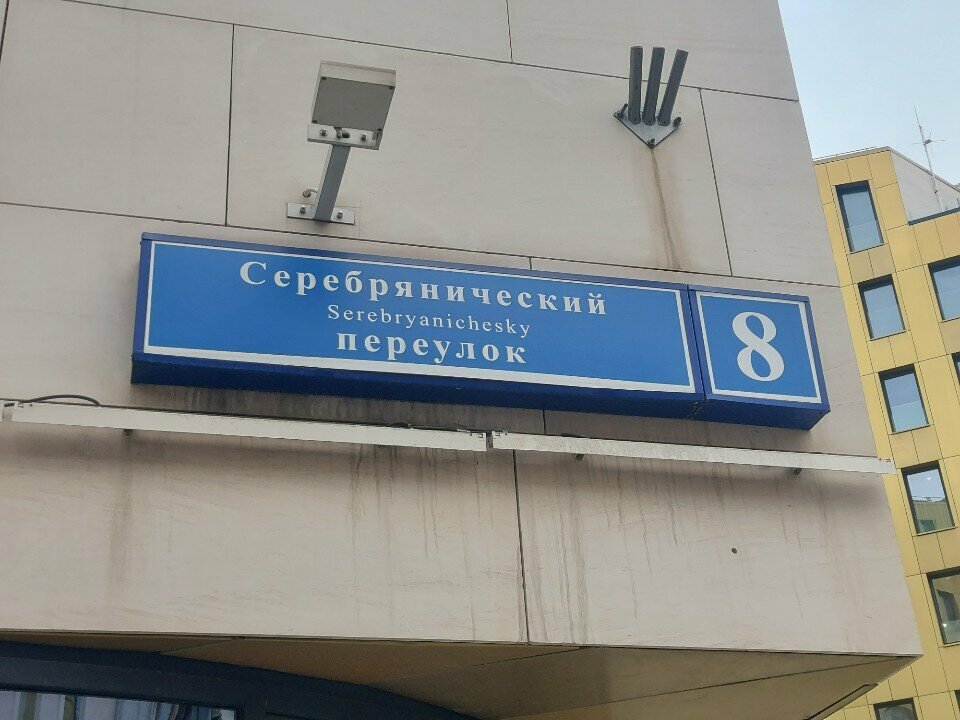 Серебрянический
Serebryanichesky
переулок
8